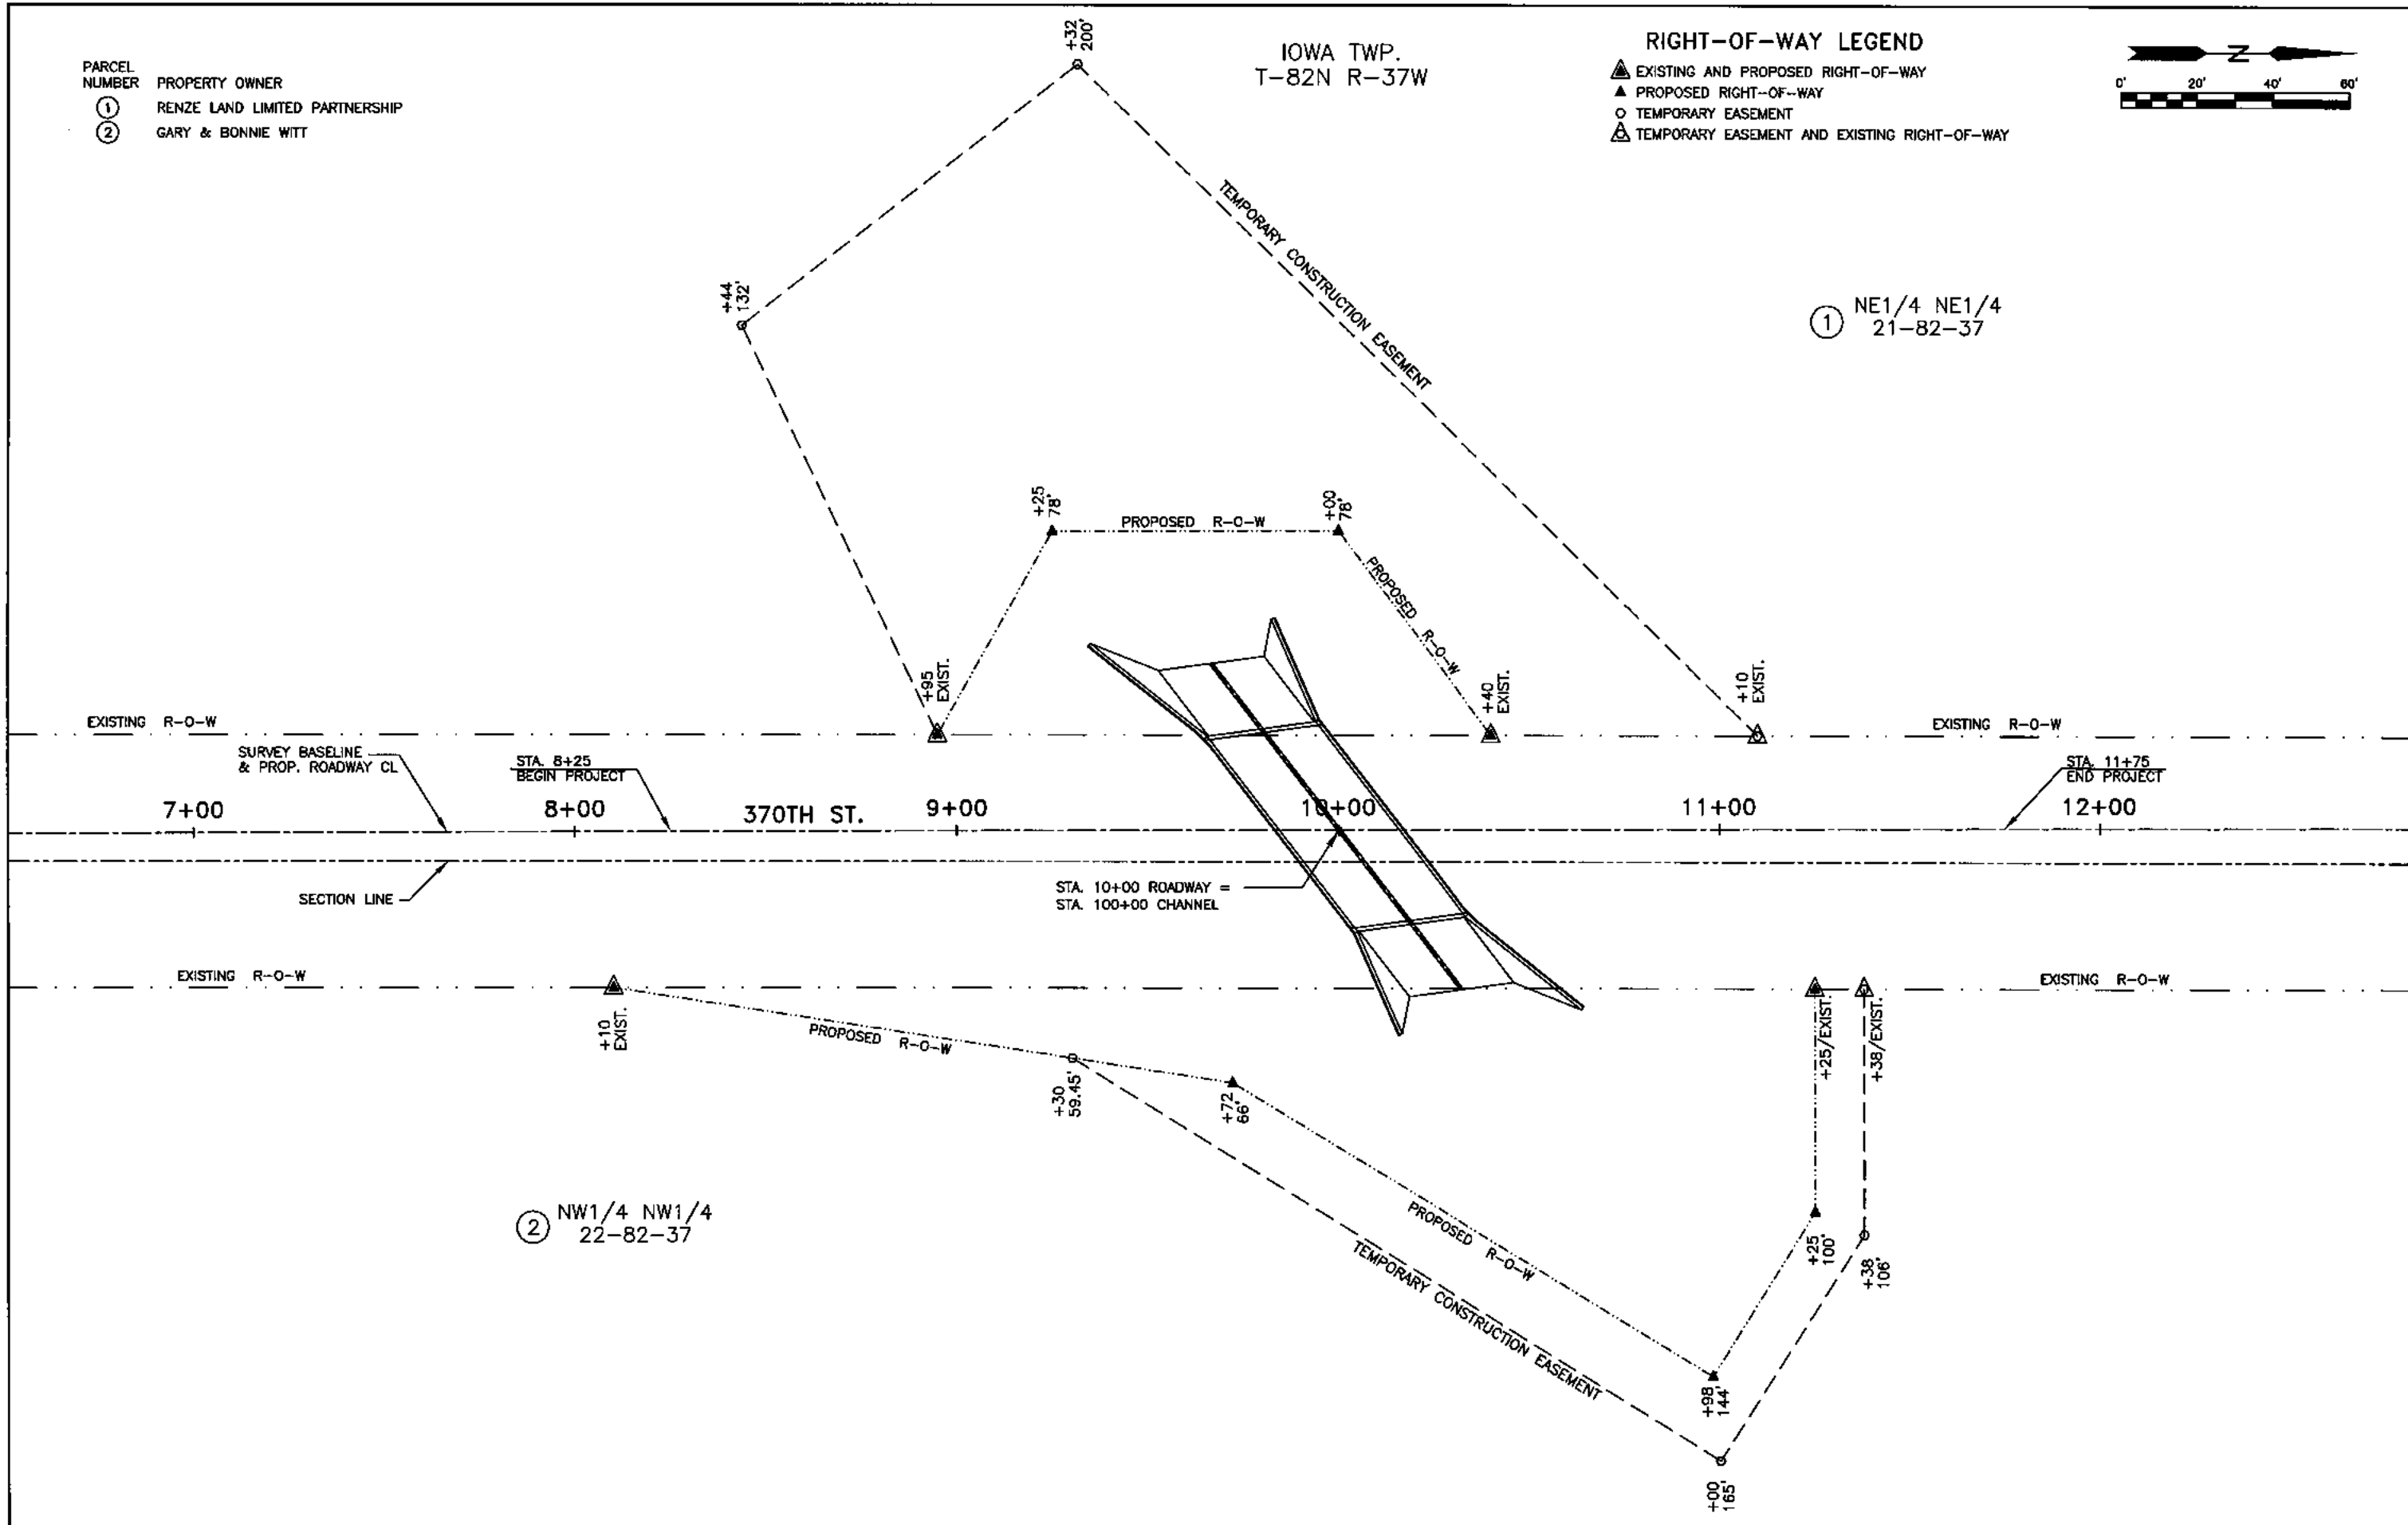 PARCEL
NUMBER PROPERTY OWNER
1 RENZE LAND LIMITED PARTNERSHIP
2 GARY & BONNIE WITT
IOWA TWP.
T-82N R-37W
RIGHT-OF-WAY LEGEND
EXISTING AND PROPOSED RIGHT-OF-WAY
PROPOSED RIGHT-OF-WAY
TEMPORARY EASEMENT
TEMPORARY EASEMENT AND EXISTING RIGHT-OF-WAY
N
0' 20' 40' 60'
+32
200'
+44
132'
TEMPORARY CONSTRUCTION EASEMENT
1 NE1/4 NE1/4
21-82-37
+25
78'
PROPOSED R-O-W
+00
78'
PROPOSED R-O-W
+95
EXIST.
+40
EXIST.
+10
EXIST.
EXISTING R-O-W
EXISTING R-O-W
SURVEY BASELINE
& PROP. ROADWAY CL
STA. 8+25
BEGIN PROJECT
STA. 11+75
END PROJECT
7+00 8+00 370TH ST. 9+00 10+00 11+00 12+00
SECTION LINE
STA. 10+00 ROADWAY =
STA. 100+00 CHANNEL
EXISTING R-O-W
EXISTING R-O-W
+10
EXIST.
PROPOSED R-O-W
+30
59.45'
+72
66'
+25/EXIST.
+38/EXIST.
2 NW1/4 NW1/4
22-82-37
PROPOSED R-O-W
TEMPORARY CONSTRUCTION EASEMENT
+25
100'
+38
106'
+98
144'
+00
165'